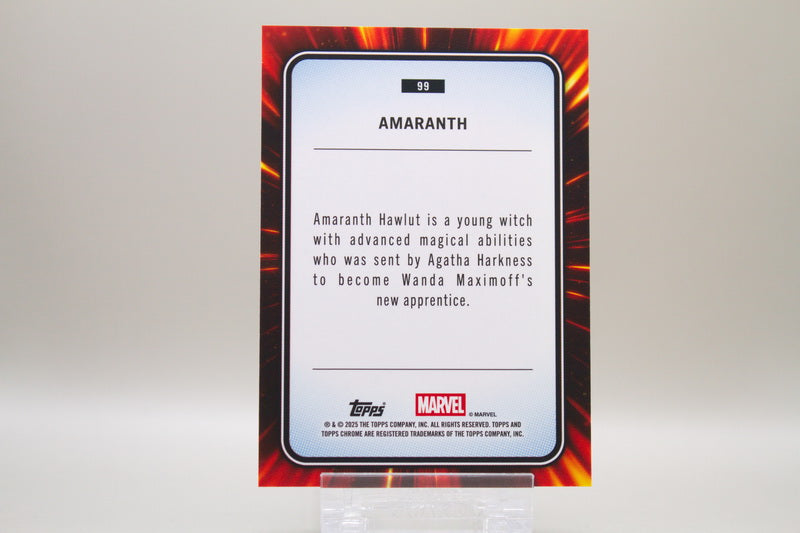 99
AMARANTH
Amaranth Hawlut is a young witch
with advanced magical abilities
who was sent by Agatha Harkness
to become Wanda Maximoff's
new apprentice.
topps®
MARVEL
© MARVEL
® & © 2025 THE TOPPS COMPANY, INC. ALL RIGHTS RESERVED. TOPPS AND
TOPPS CHROME ARE REGISTERED TRADEMARKS OF THE TOPPS COMPANY, INC.